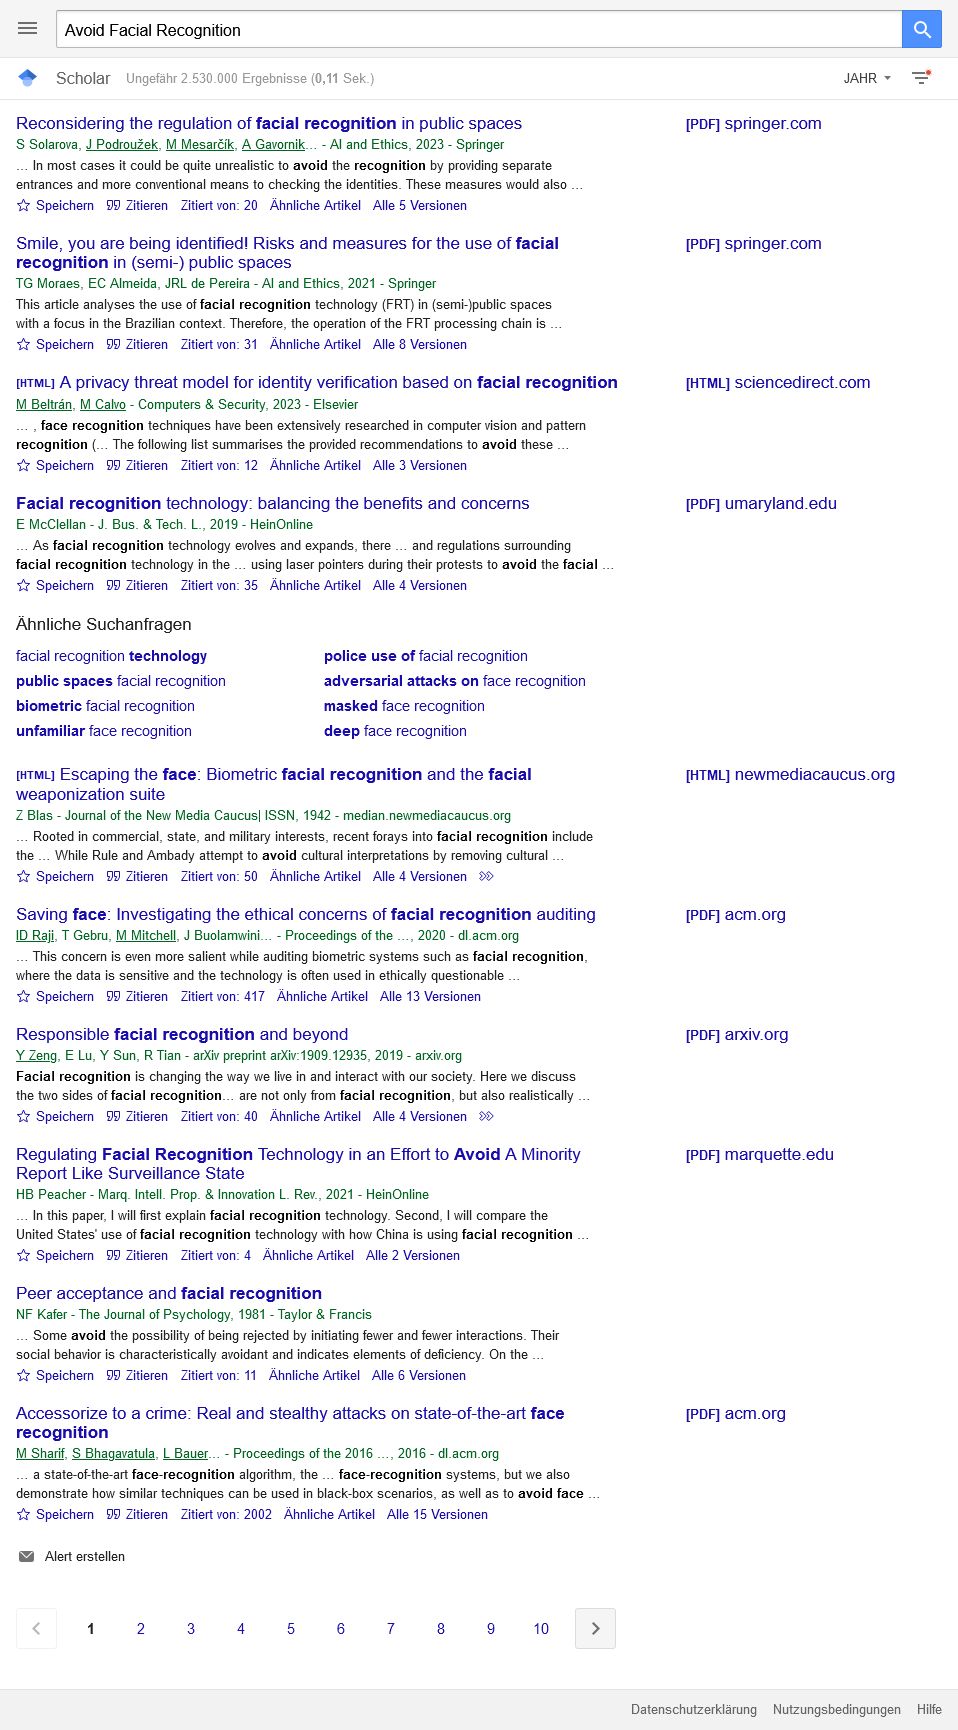 Avoid Facial Recognition
Scholar Ungefähr 2.530.000 Ergebnisse (0,11 Sek.) JAHR
Reconsidering the regulation of facial recognition in public spaces [PDF] springer.com
S Solarova, J Podroužek, M Mesarčík, A Gavornik… - AI and Ethics, 2023 - Springer
… In most cases it could be quite unrealistic to avoid the recognition by providing separate
entrances and more conventional means to checking the identities. These measures would also …
Speichern Zitieren Zitiert von: 20 Ähnliche Artikel Alle 5 Versionen
Smile, you are being identified! Risks and measures for the use of facial [PDF] springer.com
recognition in (semi-) public spaces
TG Moraes, EC Almeida, JRL de Pereira - AI and Ethics, 2021 - Springer
This article analyses the use of facial recognition technology (FRT) in (semi-)public spaces
with a focus in the Brazilian context. Therefore, the operation of the FRT processing chain is …
Speichern Zitieren Zitiert von: 31 Ähnliche Artikel Alle 8 Versionen
[HTML] A privacy threat model for identity verification based on facial recognition [HTML] sciencedirect.com
M Beltrán, M Calvo - Computers & Security, 2023 - Elsevier
… , face recognition techniques have been extensively researched in computer vision and pattern
recognition (… The following list summarises the provided recommendations to avoid these …
Speichern Zitieren Zitiert von: 12 Ähnliche Artikel Alle 3 Versionen
Facial recognition technology: balancing the benefits and concerns [PDF] umaryland.edu
E McClellan - J. Bus. & Tech. L., 2019 - HeinOnline
… As facial recognition technology evolves and expands, there … and regulations surrounding
facial recognition technology in the … using laser pointers during their protests to avoid the facial …
Speichern Zitieren Zitiert von: 35 Ähnliche Artikel Alle 4 Versionen
Ähnliche Suchanfragen
facial recognition technology police use of facial recognition
public spaces facial recognition adversarial attacks on face recognition
biometric facial recognition masked face recognition
unfamiliar face recognition deep face recognition
[HTML] Escaping the face: Biometric facial recognition and the facial [HTML] newmediacaucus.org
weaponization suite
Z Blas - Journal of the New Media Caucus| ISSN, 1942 - median.newmediacaucus.org
… Rooted in commercial, state, and military interests, recent forays into facial recognition include
the … While Rule and Ambady attempt to avoid cultural interpretations by removing cultural …
Speichern Zitieren Zitiert von: 50 Ähnliche Artikel Alle 4 Versionen
Saving face: Investigating the ethical concerns of facial recognition auditing [PDF] acm.org
ID Raji, T Gebru, M Mitchell, J Buolamwini… - Proceedings of the …, 2020 - dl.acm.org
… This concern is even more salient while auditing biometric systems such as facial recognition,
where the data is sensitive and the technology is often used in ethically questionable …
Speichern Zitieren Zitiert von: 417 Ähnliche Artikel Alle 13 Versionen
Responsible facial recognition and beyond [PDF] arxiv.org
Y Zeng, E Lu, Y Sun, R Tian - arXiv preprint arXiv:1909.12935, 2019 - arxiv.org
Facial recognition is changing the way we live in and interact with our society. Here we discuss
the two sides of facial recognition… are not only from facial recognition, but also realistically …
Speichern Zitieren Zitiert von: 40 Ähnliche Artikel Alle 4 Versionen
Regulating Facial Recognition Technology in an Effort to Avoid A Minority [PDF] marquette.edu
Report Like Surveillance State
HB Peacher - Marq. Intell. Prop. & Innovation L. Rev., 2021 - HeinOnline
… In this paper, I will first explain facial recognition technology. Second, I will compare the
United States' use of facial recognition technology with how China is using facial recognition …
Speichern Zitieren Zitiert von: 4 Ähnliche Artikel Alle 2 Versionen
Peer acceptance and facial recognition
NF Kafer - The Journal of Psychology, 1981 - Taylor & Francis
… Some avoid the possibility of being rejected by initiating fewer and fewer interactions. Their
social behavior is characteristically avoidant and indicates elements of deficiency. On the …
Speichern Zitieren Zitiert von: 11 Ähnliche Artikel Alle 6 Versionen
Accessorize to a crime: Real and stealthy attacks on state-of-the-art face [PDF] acm.org
recognition
M Sharif, S Bhagavatula, L Bauer… - Proceedings of the 2016 …, 2016 - dl.acm.org
… a state-of-the-art face-recognition algorithm, the … face-recognition systems, but we also
demonstrate how similar techniques can be used in black-box scenarios, as well as to avoid face …
Speichern Zitieren Zitiert von: 2002 Ähnliche Artikel Alle 15 Versionen
Alert erstellen
1 2 3 4 5 6 7 8 9 10
Datenschutzerklärung Nutzungsbedingungen Hilfe